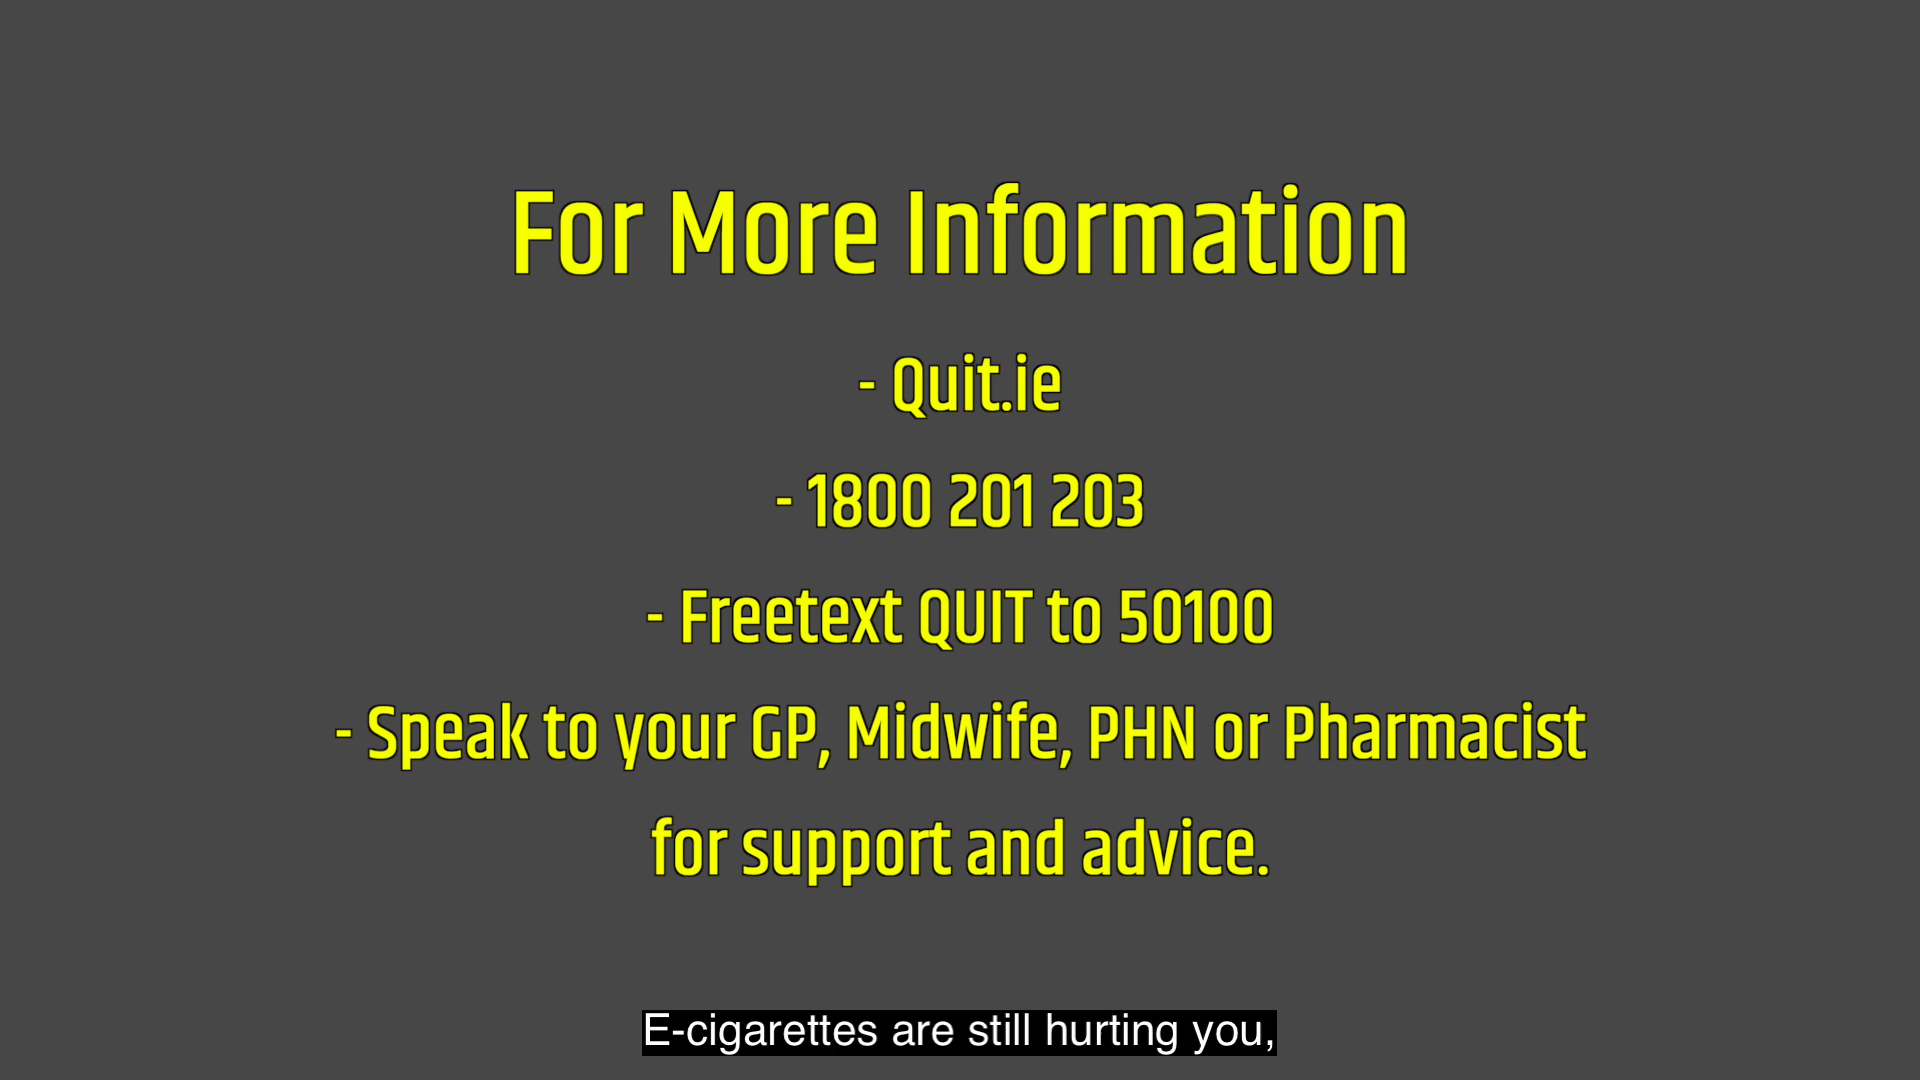 For More Information
- Quit.ie
- 1800 201 203
- Freetext QUIT to 50100
- Speak to your GP, Midwife, PHN or Pharmacist
for support and advice.
E-cigarettes are still hurting you,